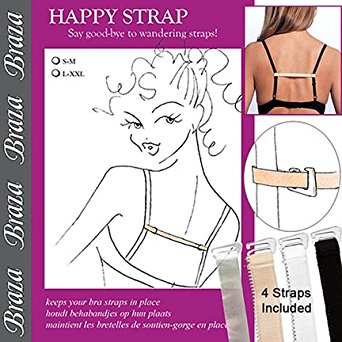 HAPPY STRAP
Say good-bye to wandering straps!
S-M
L-XXL
Braza
Braza
Braza
Braza
4 Straps
Included
keeps your bra straps in place
houdt behabandjes op hun plaats
maintient les bretelles de soutien-gorge en place